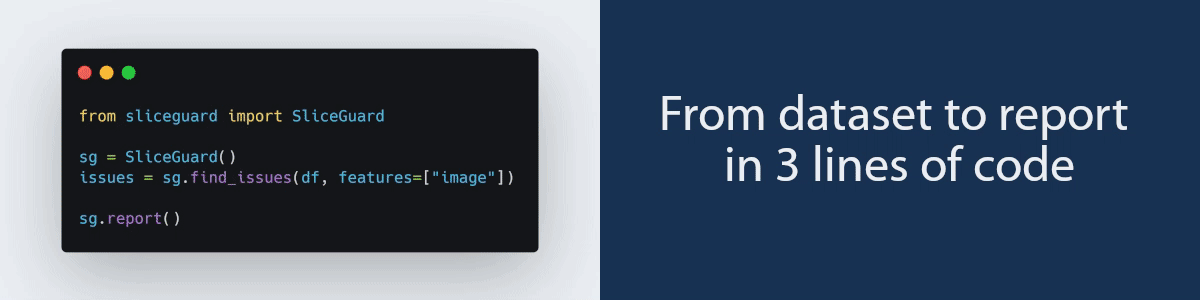 from sliceguard import SliceGuard
sg = SliceGuard()
issues = sg.find_issues(df, features=["image"])
sg.report()
From dataset to report
in 3 lines of code